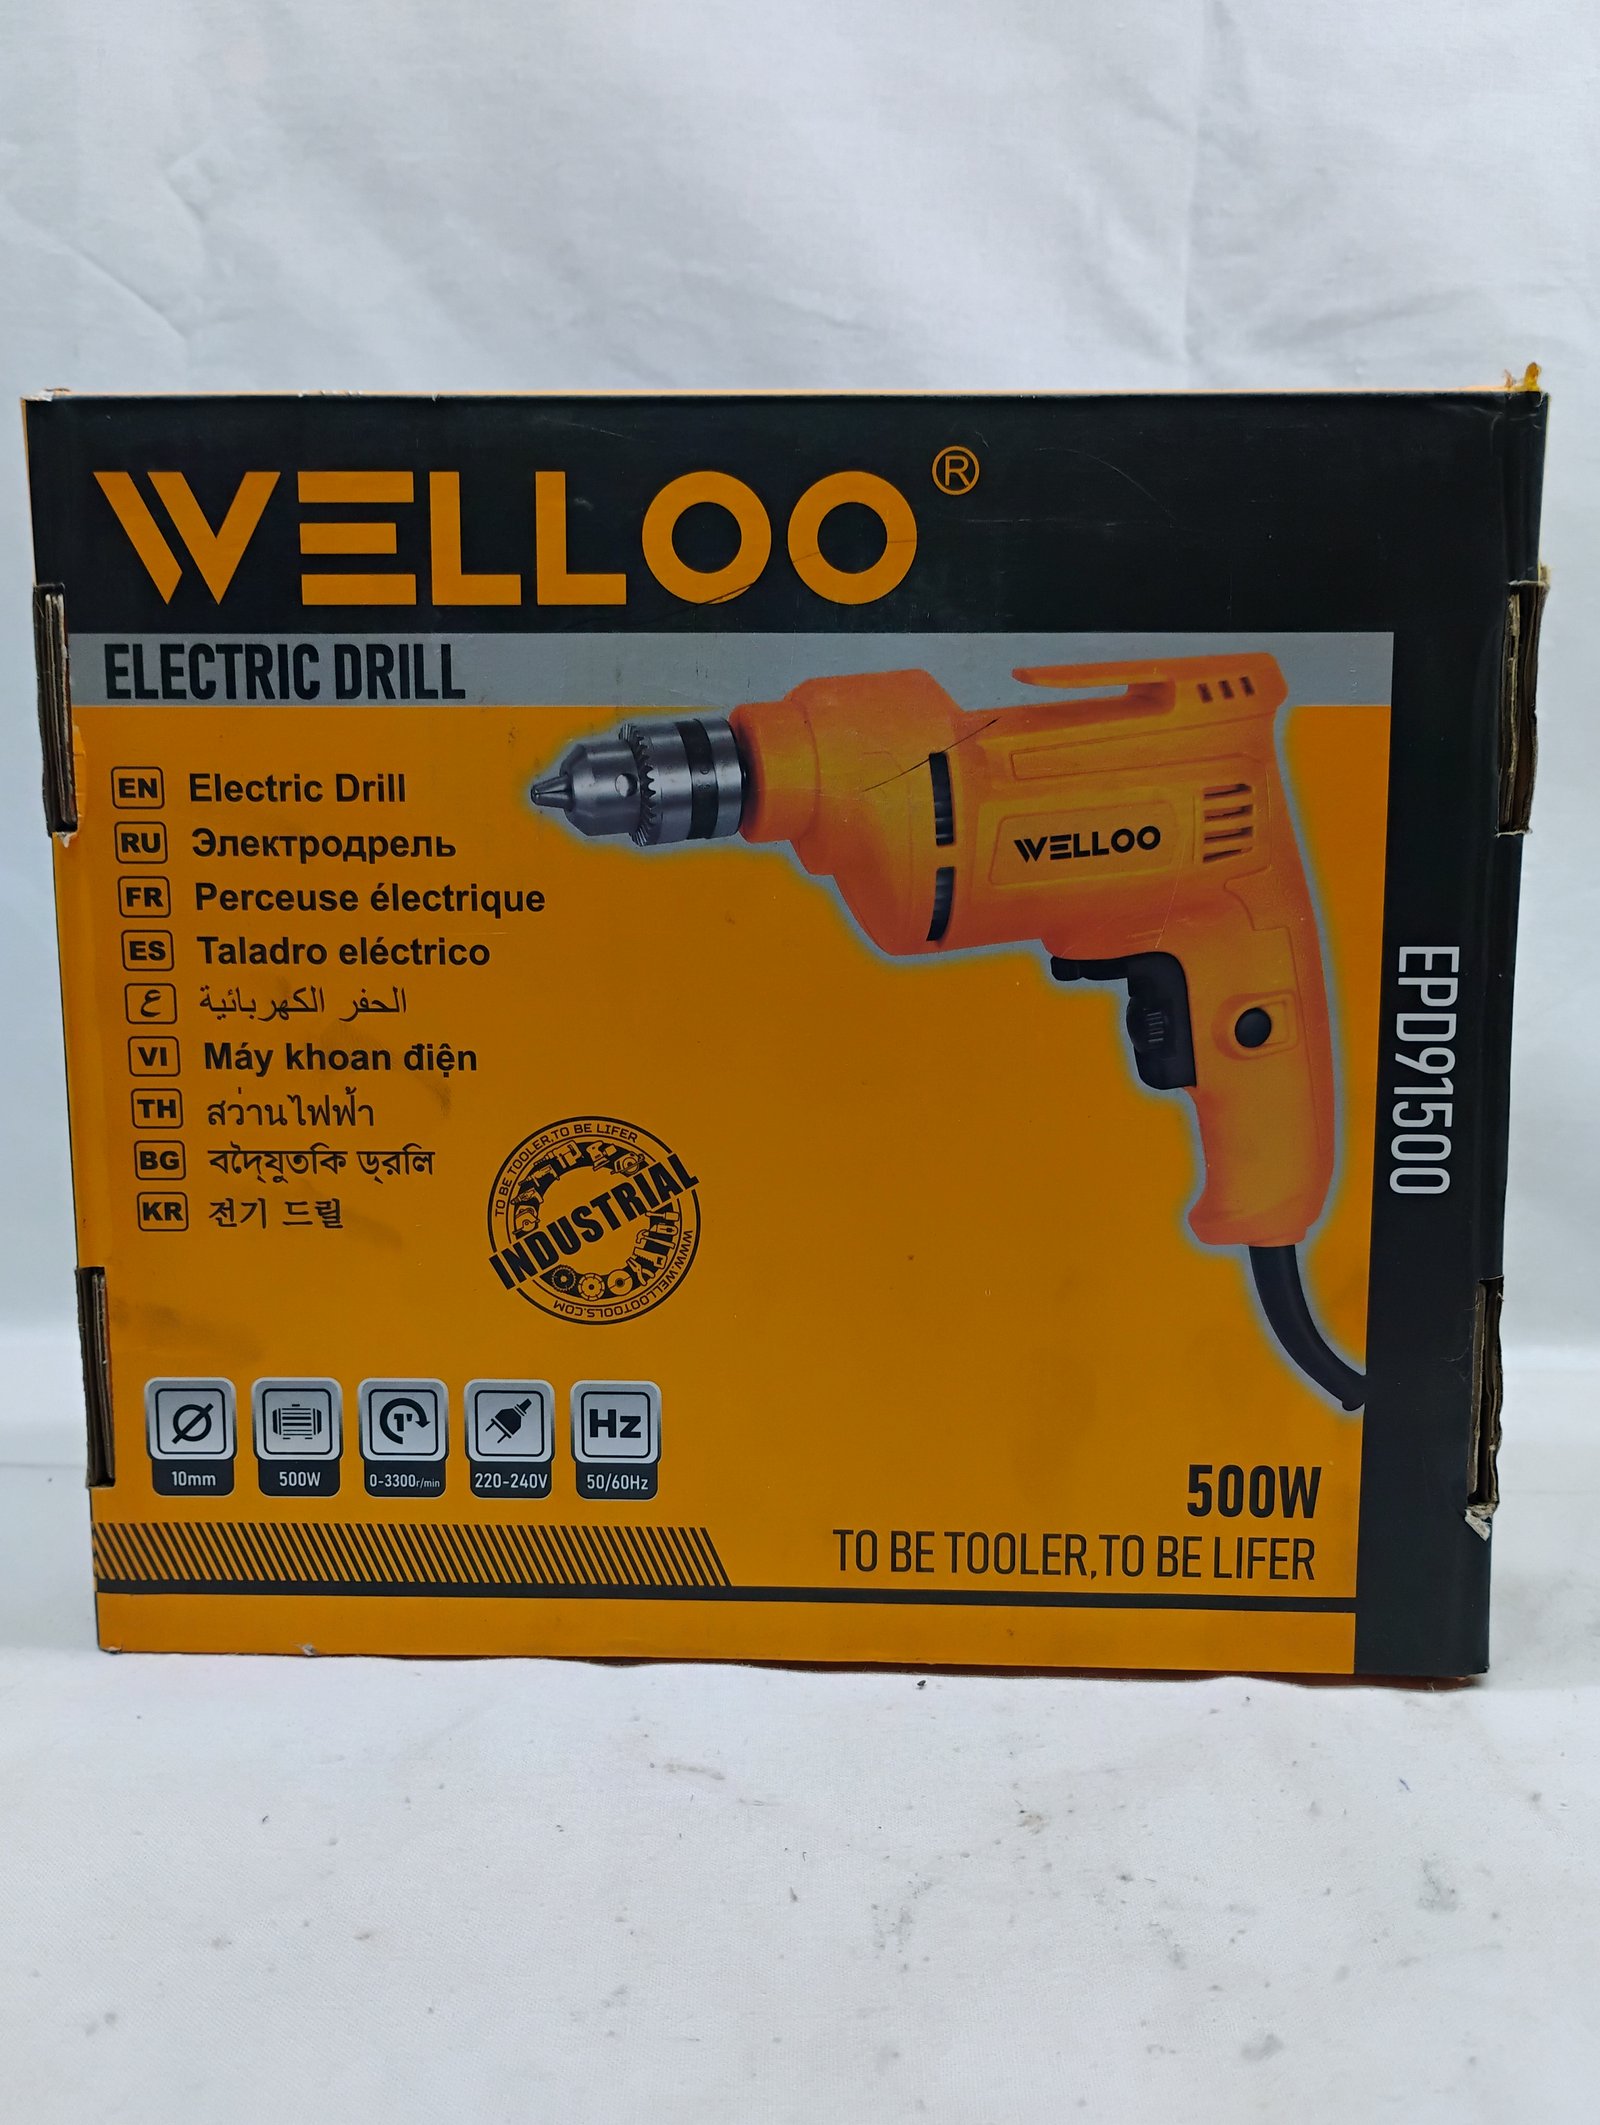 WELLOO®
ELECTRIC DRILL
EN Electric Drill
RU Электродрель
FR Perceuse électrique
ES Taladro eléctrico
ع الحفر الكهربائية
VI Máy khoan điện
TH สว่านไฟฟ้า
BG বদ্যৈুতকি ড্রলি
KR 전기 드릴
WELLOO
EPD91500
TO BE TOOLER,TO BE LIFER
INDUSTRIAL
WWW.WELLOOTOOLS.COM
1'
Hz
10mm
500W
0-3300r/min
220-240V
50/60Hz
500W
TO BE TOOLER,TO BE LIFER